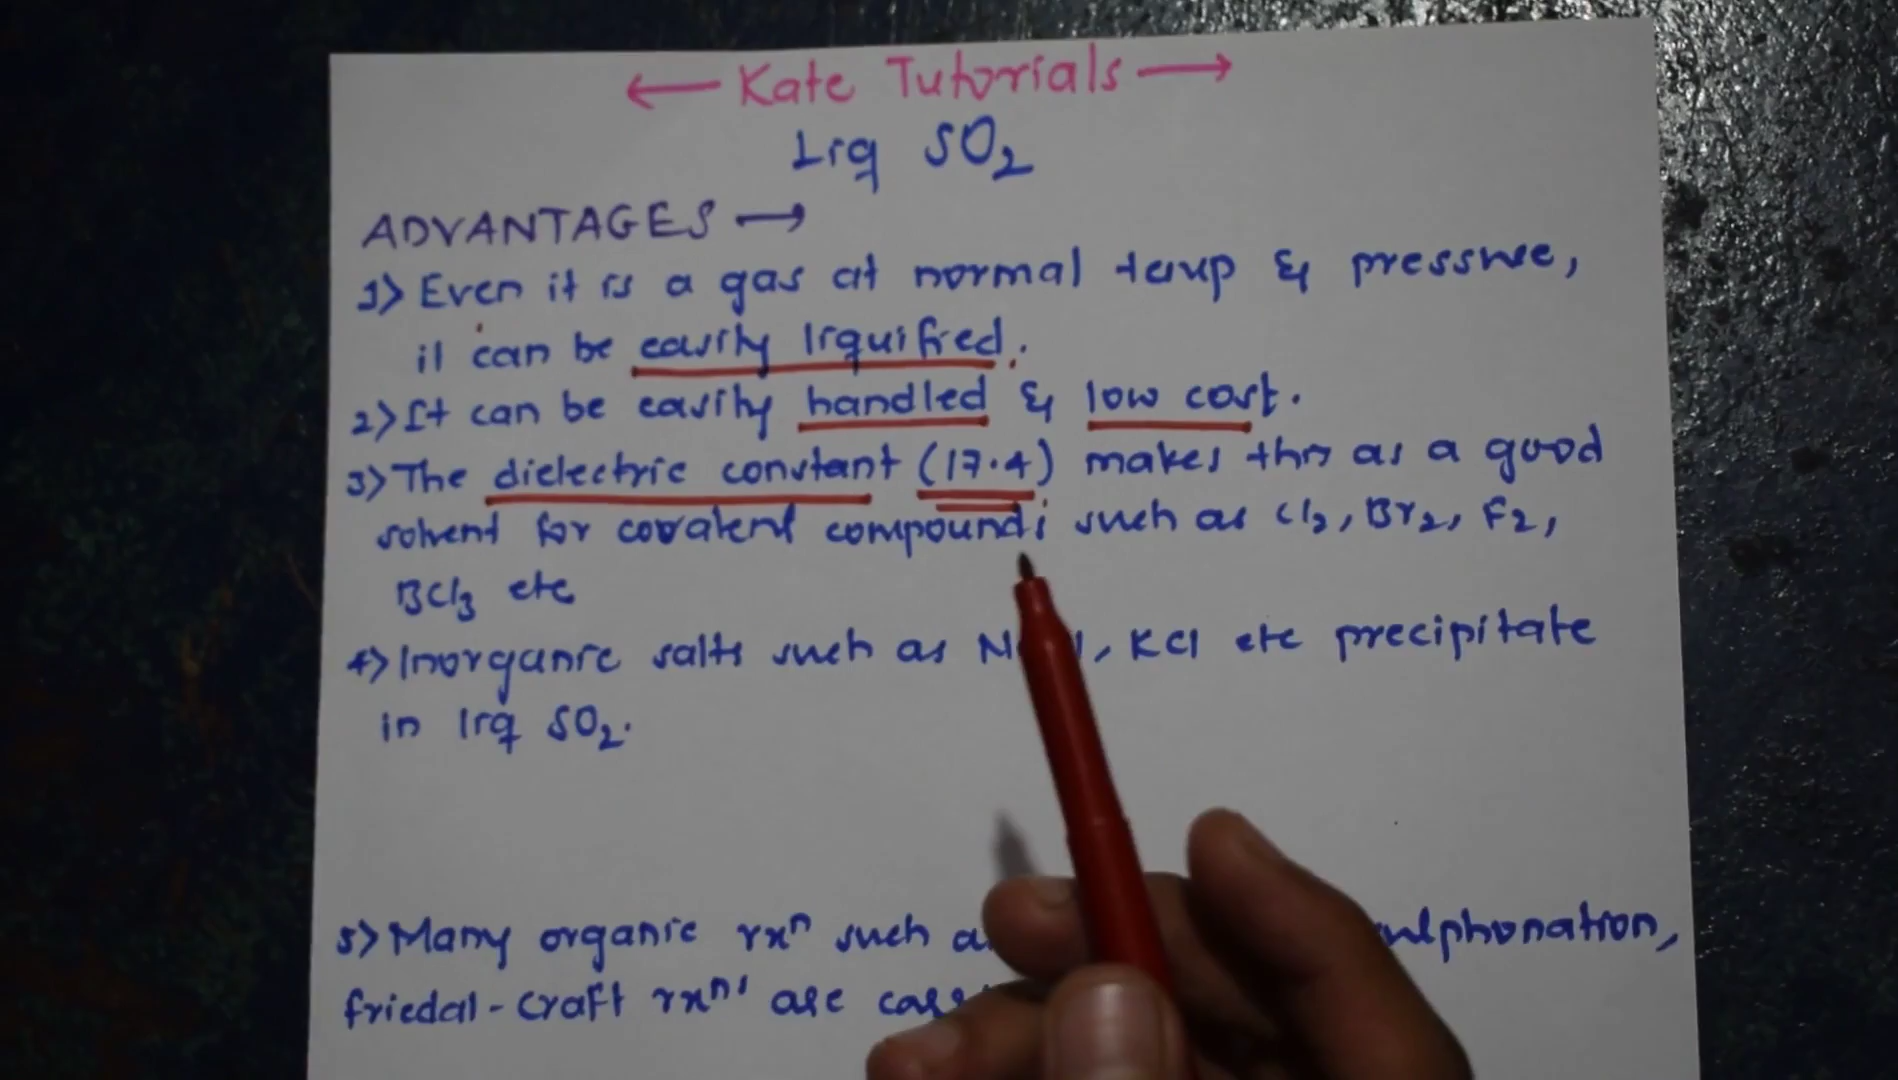 ← Kate Tutorials →
Liq SO2
ADVANTAGES →
1> Even it is a gas at normal temp & pressure,
it can be easily liquified.
2> It can be easily handled & low cost.
3> The dielectric constant (17.4) makes this as a good
solvent for covalent compounds such as Cl2, Br2, F2,
BCl3 etc
4> Inorganic salts such as KCl etc precipitate
in liq SO2.
5> Many organic rxn such
friedal-craft rxns are